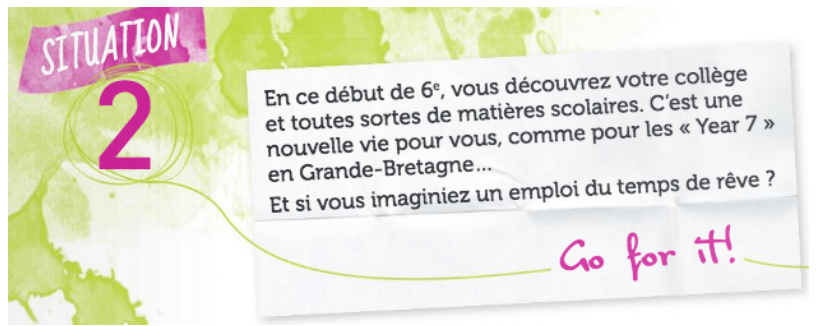 SITUATION
2
En ce début de 6e, vous découvrez votre collège
et toutes sortes de matières scolaires. C'est une
nouvelle vie pour vous, comme pour les « Year 7 »
en Grande-Bretagne...
Et si vous imaginiez un emploi du temps de rêve ?
Go for it!